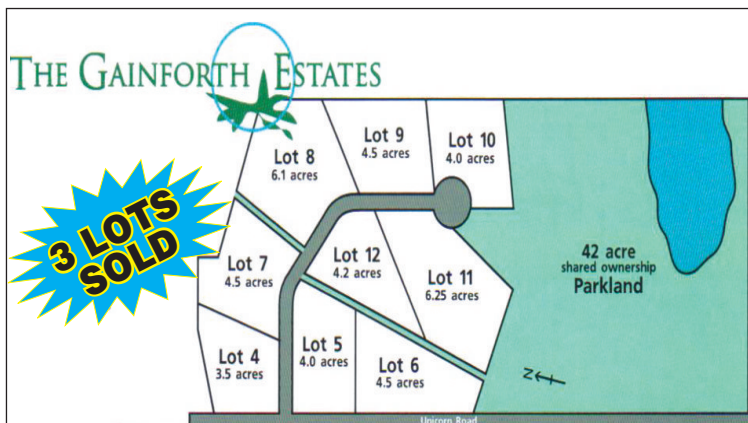 THE GAINFORTH ESTATES
3 LOTS
SOLD
Lot 8
6.1 acres
Lot 9
4.5 acres
Lot 10
4.0 acres
Lot 7
4.5 acres
Lot 12
4.2 acres
Lot 11
6.25 acres
42 acre
shared ownership
Parkland
Lot 4
3.5 acres
Lot 5
4.0 acres
Lot 6
4.5 acres
N
Unicorn Road